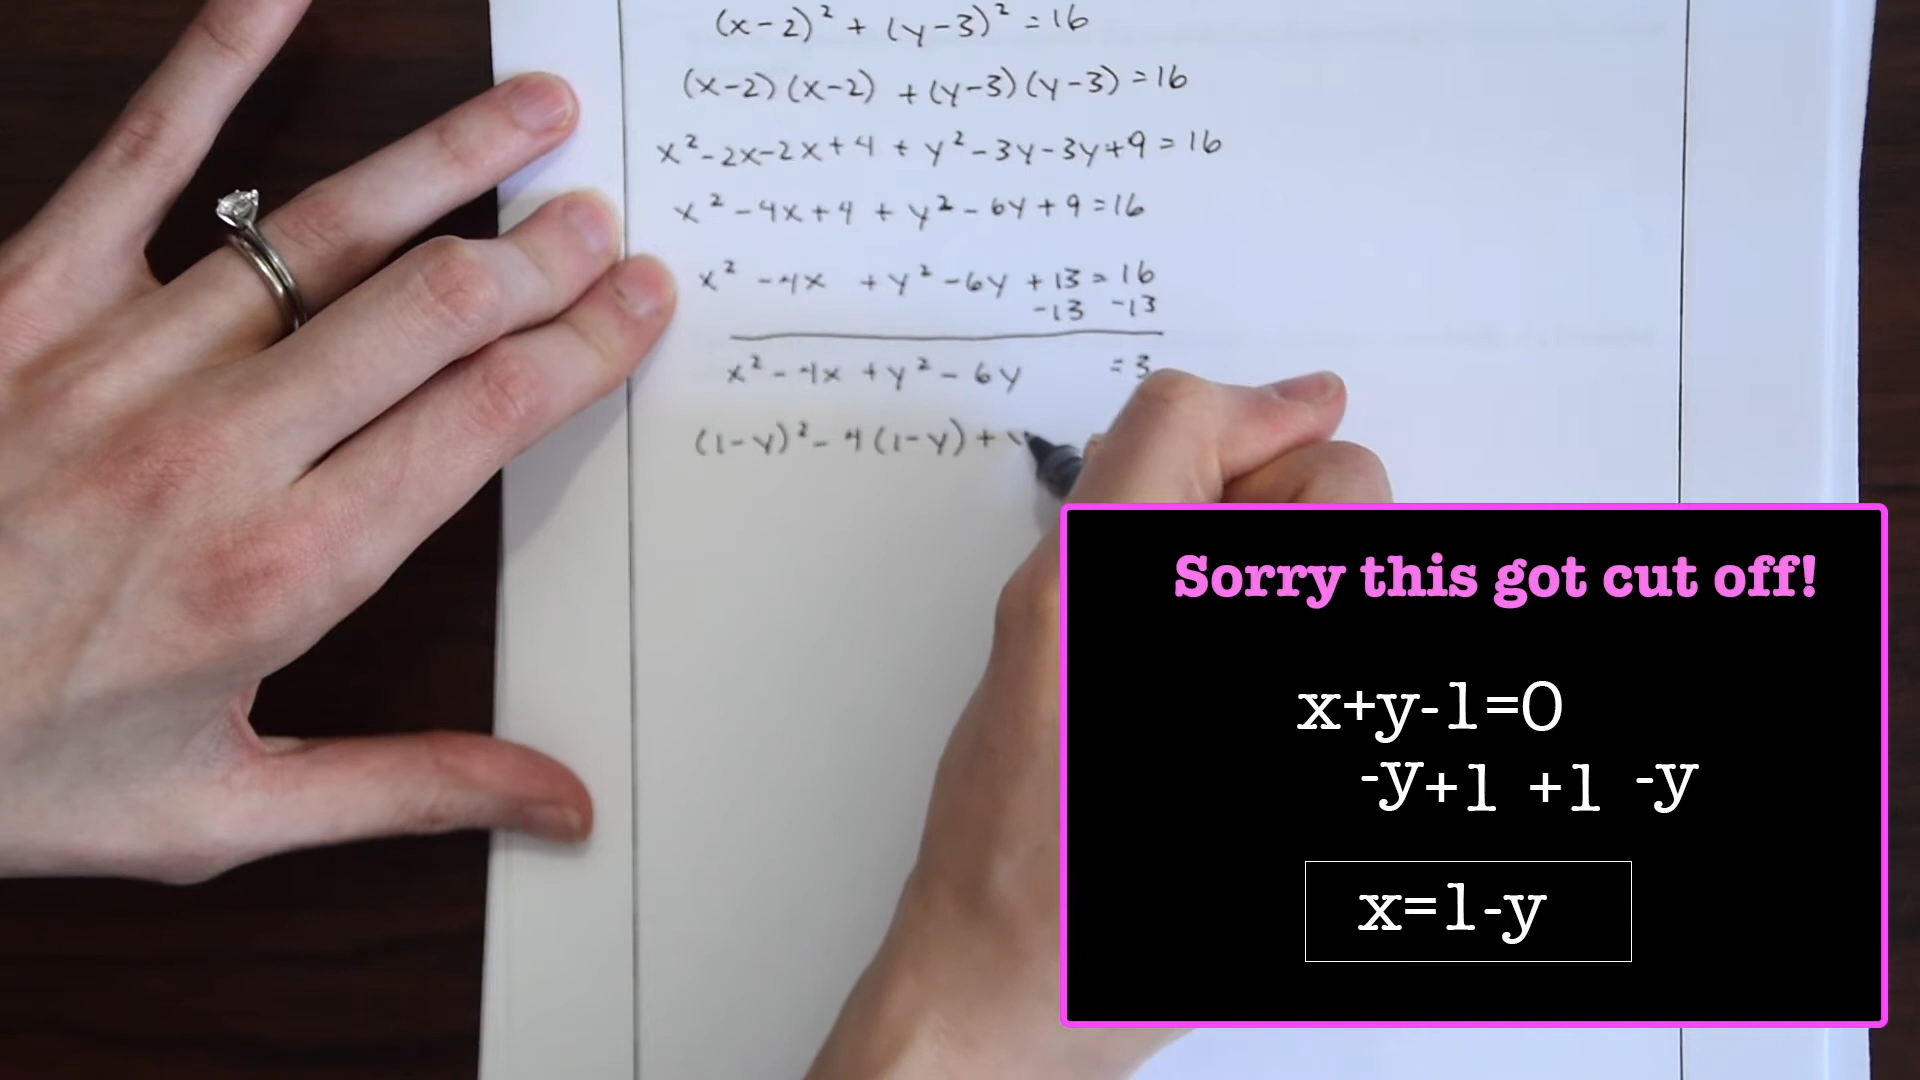 (x-2)² + (y-3)² = 16
(x-2)(x-2) + (y-3)(y-3) = 16
x²-2x-2x+4 + y²-3y-3y+9 = 16
x²-4x+4 + y²-6y+9 = 16
x² -4x + y² -6y +13 = 16
-13 -13
x²-4x + y² - 6y = 3
(1-y)² - 4(1-y) + y
Sorry this got cut off!
x+y-1=0
-y+1 +1 -y
x=1-y